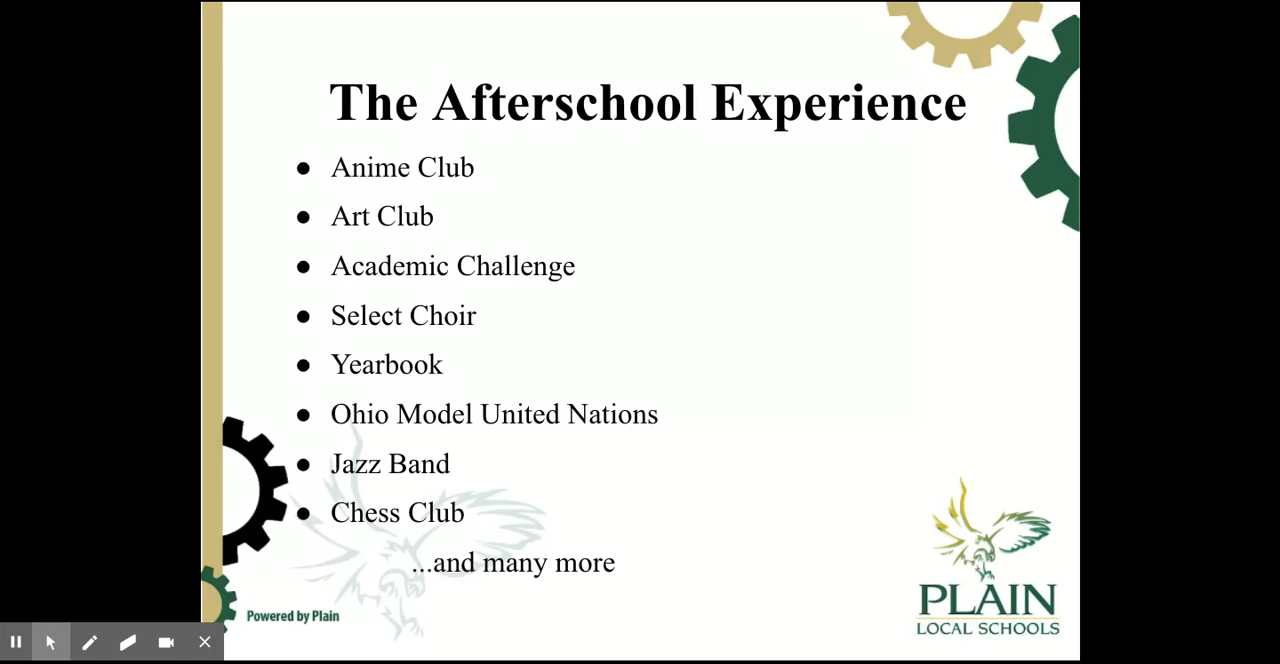 The Afterschool Experience
● Anime Club
● Art Club
● Academic Challenge
● Select Choir
● Yearbook
● Ohio Model United Nations
● Jazz Band
● Chess Club
...and many more
Powered by Plain
PLAIN
LOCAL SCHOOLS